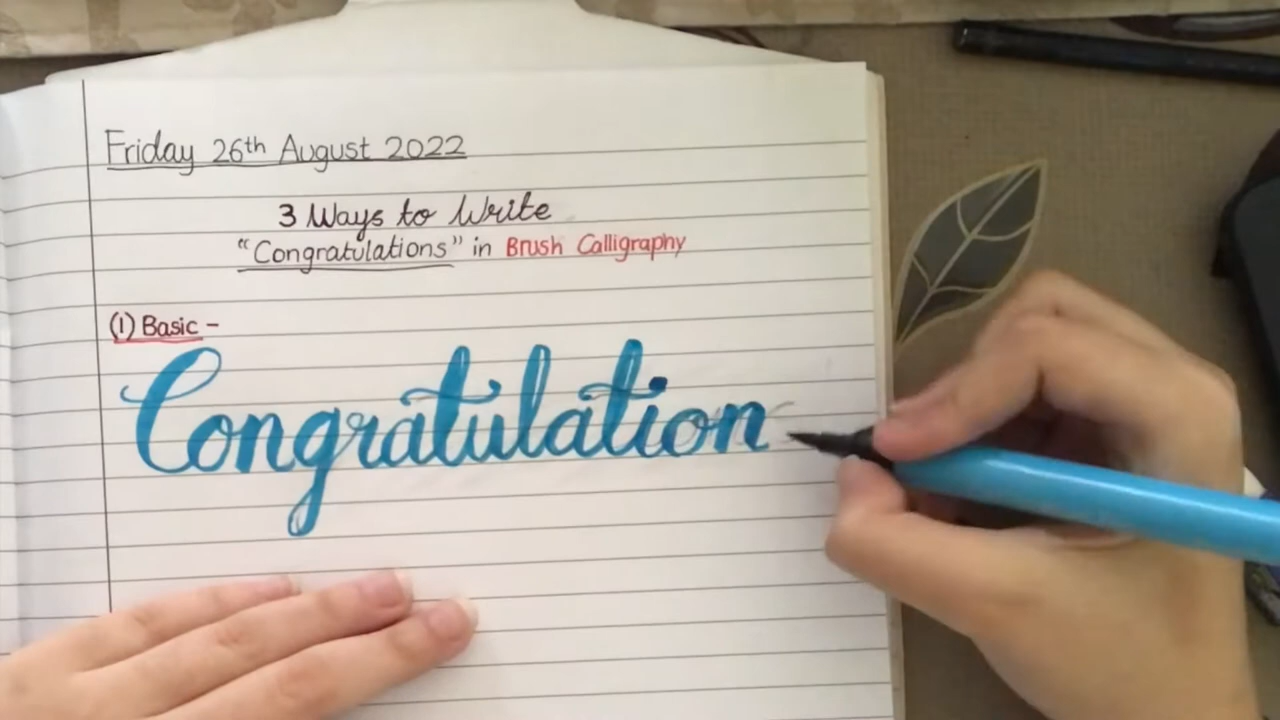 Friday 26th August 2022
3 Ways to Write
“Congratulations” in Brush Calligraphy
(1) Basic -
Congratulation